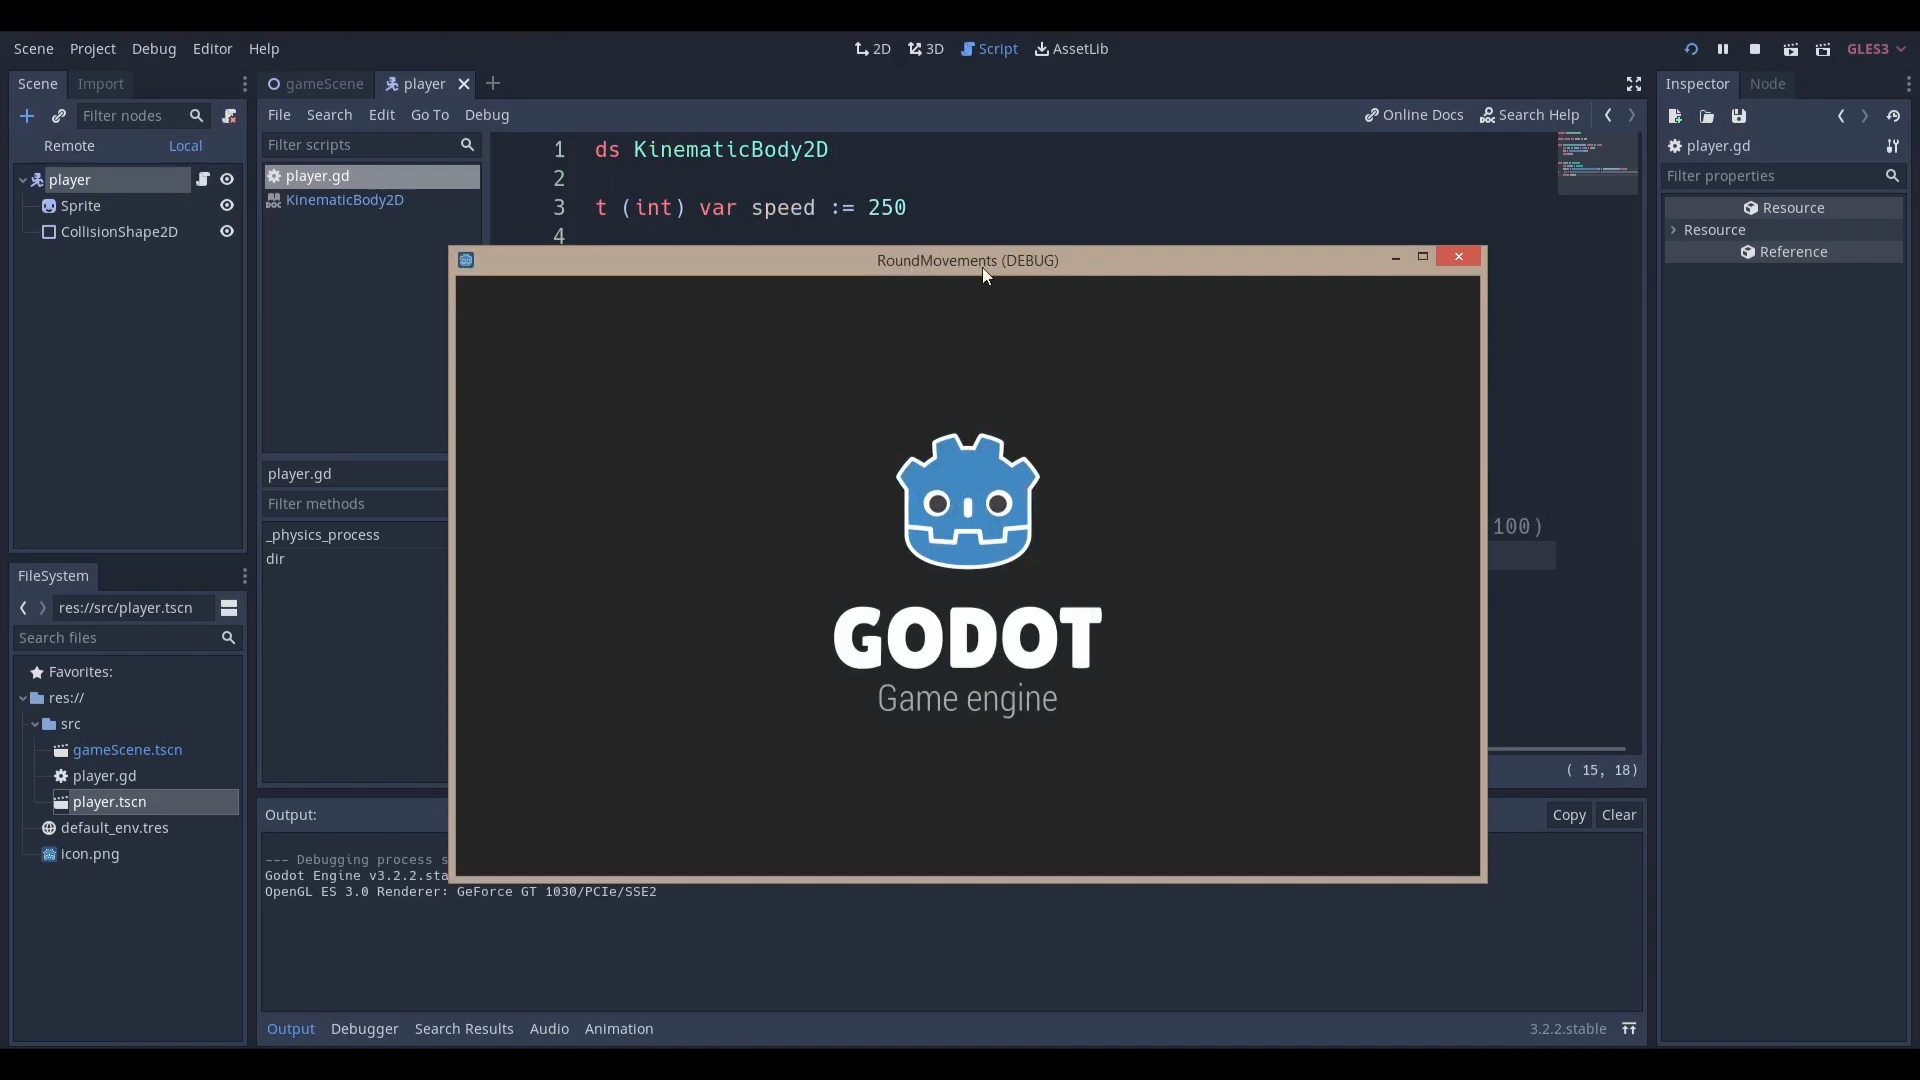 Scene Project Debug Editor Help
2D 3D Script AssetLib
GLES3
Scene Import
gameScene player
Inspector Node
Filter nodes
File Search Edit Go To Debug
Online Docs Search Help
Remote Local
Filter scripts
player.gd
Filter properties
player
Sprite
CollisionShape2D
player.gd
KinematicBody2D
1 ds KinematicBody2D
2
3 t (int) var speed := 250
4
Resource
Resource
Reference
RoundMovements (DEBUG)
GODOT
Game engine
player.gd
Filter methods
_physics_process
dir
100)
( 15, 18)
FileSystem
res://src/player.tscn
Search files
Favorites:
res://
src
gameScene.tscn
player.gd
player.tscn
default_env.tres
icon.png
Output:
Copy Clear
--- Debugging process s
Godot Engine v3.2.2.sta
OpenGL ES 3.0 Renderer: GeForce GT 1030/PCIe/SSE2
Output Debugger Search Results Audio Animation
3.2.2.stable